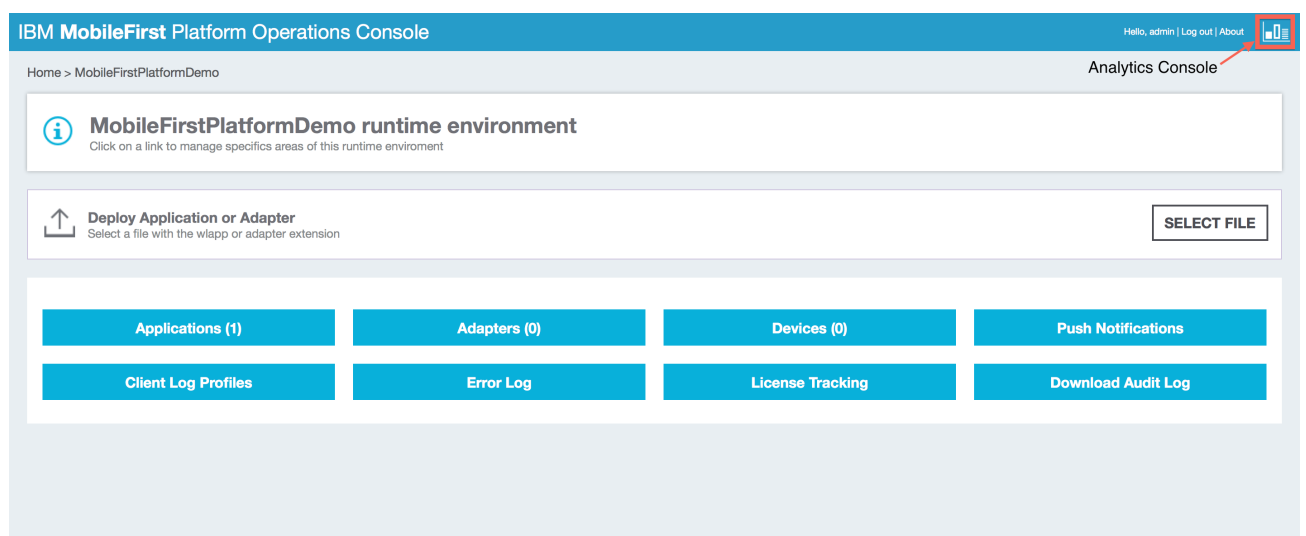 IBM MobileFirst Platform Operations Console
Hello, admin | Log out | About
Home > MobileFirstPlatformDemo
Analytics Console
MobileFirstPlatformDemo runtime environment
Click on a link to manage specifics areas of this runtime enviroment
Deploy Application or Adapter
Select a file with the wlapp or adapter extension
SELECT FILE
Applications (1)
Adapters (0)
Devices (0)
Push Notifications
Client Log Profiles
Error Log
License Tracking
Download Audit Log